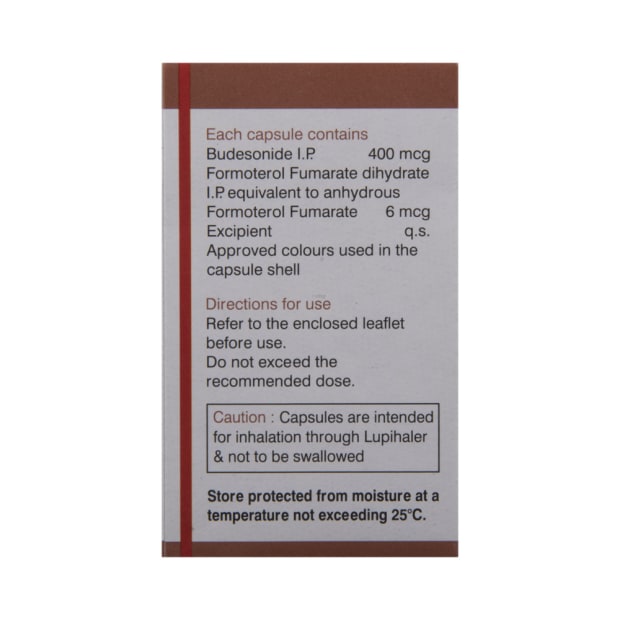 Each capsule contains
Budesonide I.P. 400 mcg
Formoterol Fumarate dihydrate
I.P. equivalent to anhydrous
Formoterol Fumarate 6 mcg
Excipient q.s.
Approved colours used in the
capsule shell
Directions for use
Refer to the enclosed leaflet
before use.
Do not exceed the
recommended dose.
Caution : Capsules are intended
for inhalation through Lupihaler
& not to be swallowed
Store protected from moisture at a
temperature not exceeding 25°C.